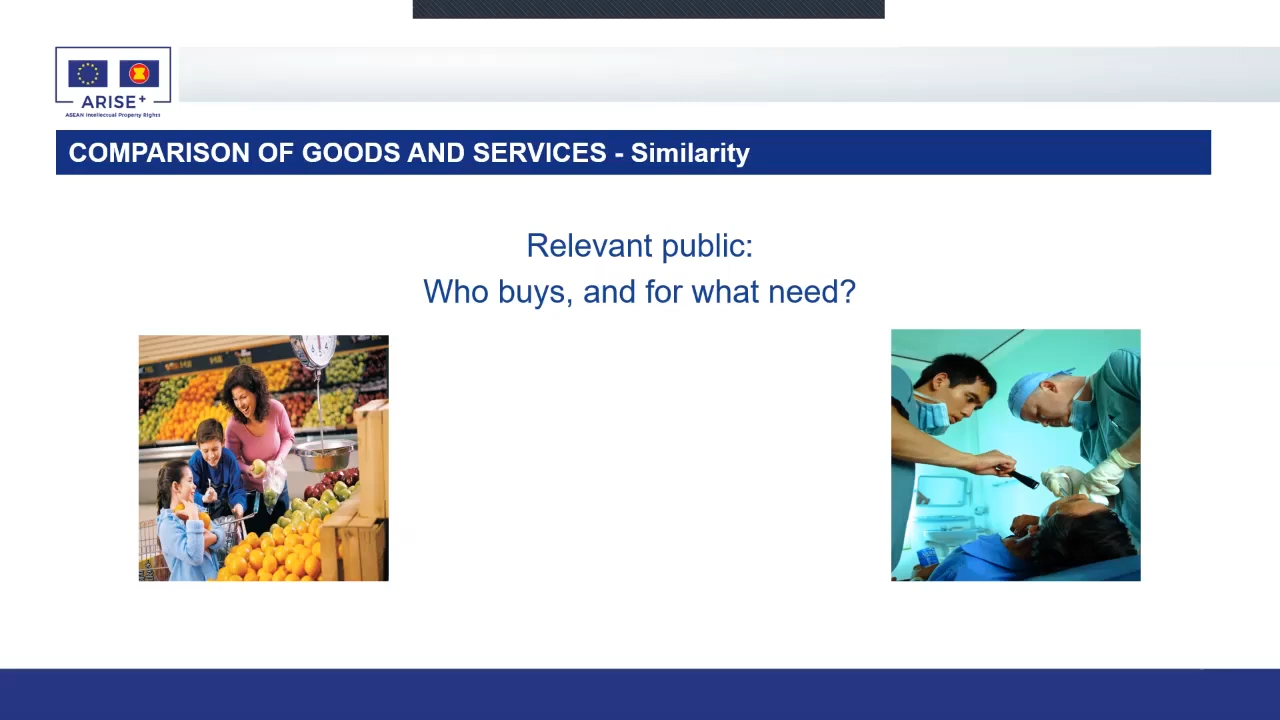 ARISE+
ASEAN Intellectual Property Rights
COMPARISON OF GOODS AND SERVICES - Similarity
Relevant public:
Who buys, and for what need?